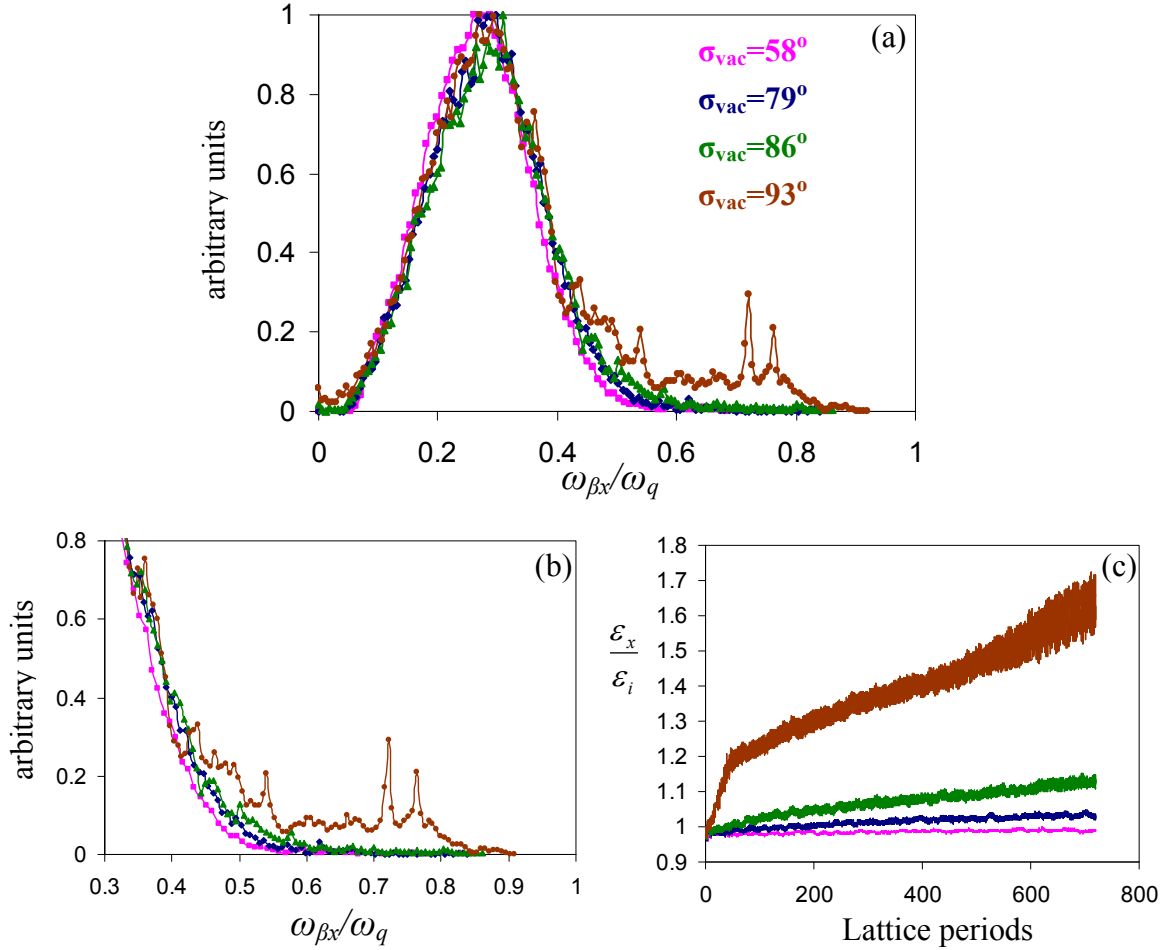 (a)
σvac=58º
σvac=79º
σvac=86º
σvac=93º
arbitrary units
1
0.8
0.6
0.4
0.2
0
0 0.2 0.4 0.6 0.8 1
ωβx/ωq
(b)
arbitrary units
0.8
0.6
0.4
0.2
0
0.3 0.4 0.5 0.6 0.7 0.8 0.9 1
ωβx/ωq
(c)
εx
εi
1.8
1.7
1.6
1.5
1.4
1.3
1.2
1.1
1
0.9
0 200 400 600 800
Lattice periods